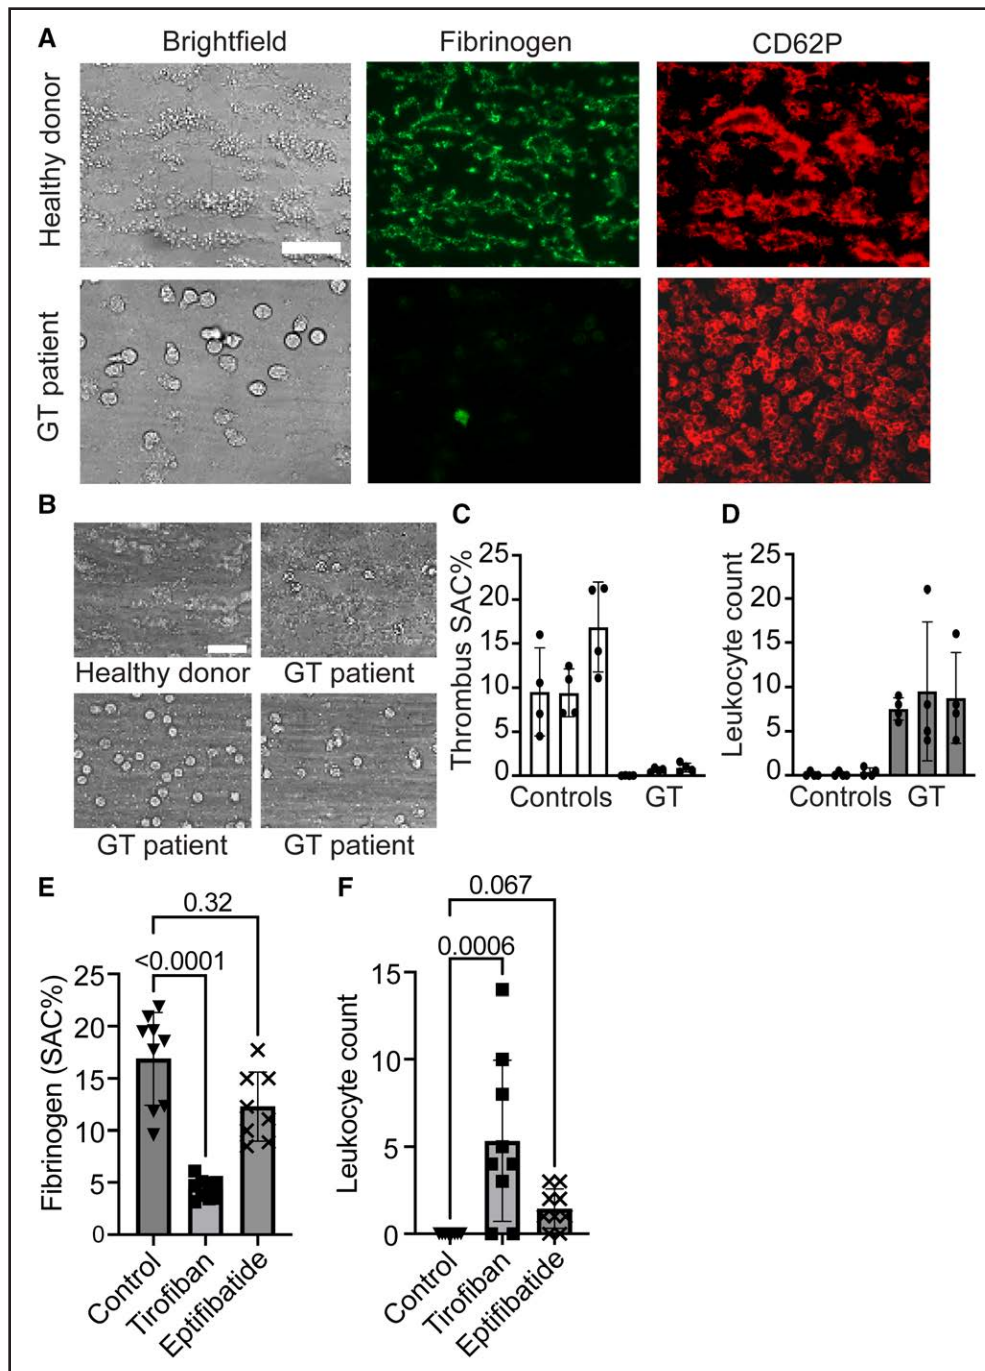 A
Brightfield
Fibrinogen
CD62P
Healthy donor
GT patient
B
Healthy donor
GT patient
GT patient
GT patient
C
Thrombus SAC%
25
20
15
10
5
0
Controls
GT
D
Leukocyte count
25
20
15
10
5
0
Controls
GT
E
0.32
<0.0001
Fibrinogen (SAC%)
25
20
15
10
5
0
Control
Tirofiban
Eptifibatide
F
0.067
0.0006
Leukocyte count
15
10
5
0
Control
Tirofiban
Eptifibatide